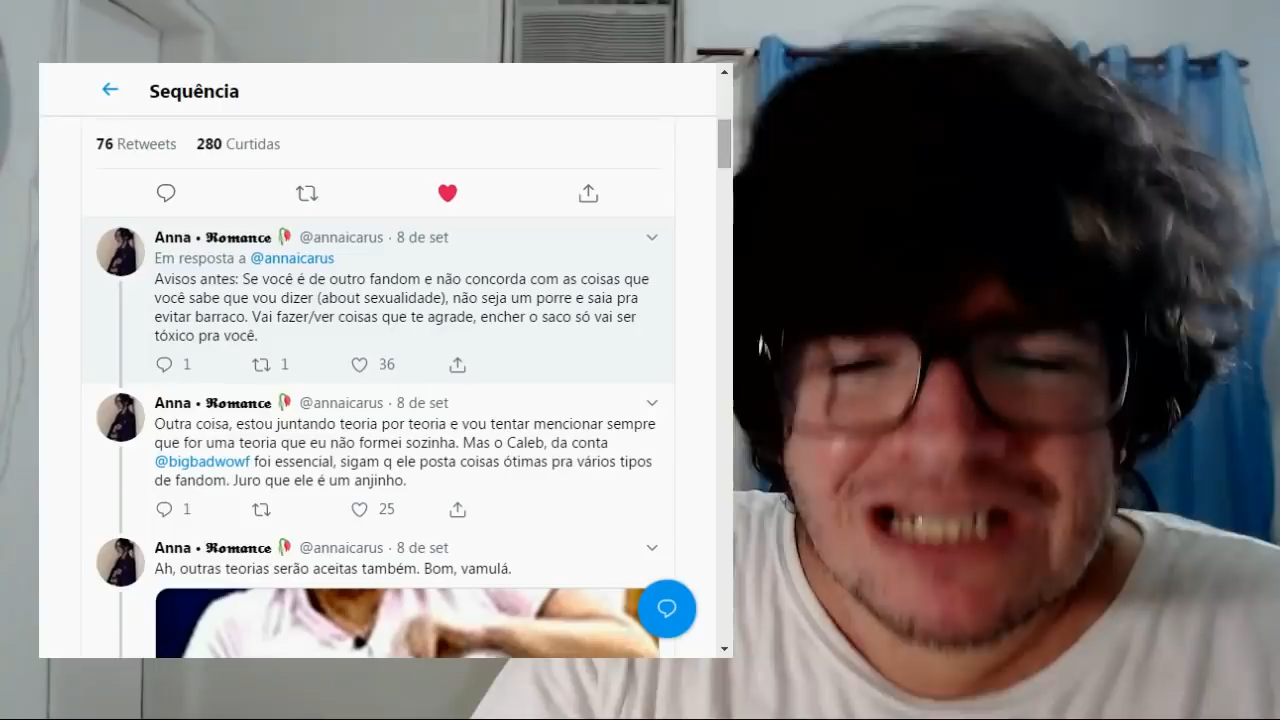 Sequência
76 Retweets 280 Curtidas
Anna • 𝕽𝖔𝖒𝖆𝖓𝖈𝖊 🥀 @annaicarus · 8 de set
Em resposta a @annaicarus
Avisos antes: Se você é de outro fandom e não concorda com as coisas que
você sabe que vou dizer (about sexualidade), não seja um porre e saia pra
evitar barraco. Vai fazer/ver coisas que te agrade, encher o saco só vai ser
tóxico pra você.
1 1 36
Anna • 𝕽𝖔𝖒𝖆𝖓𝖈𝖊 🥀 @annaicarus · 8 de set
Outra coisa, estou juntando teoria por teoria e vou tentar mencionar sempre
que for uma teoria que eu não formei sozinha. Mas o Caleb, da conta
@bigbadwowf foi essencial, sigam q ele posta coisas ótimas pra vários tipos
de fandom. Juro que ele é um anjinho.
1 25
Anna • 𝕽𝖔𝖒𝖆𝖓𝖈𝖊 🥀 @annaicarus · 8 de set
Ah, outras teorias serão aceitas também. Bom, vamulá.